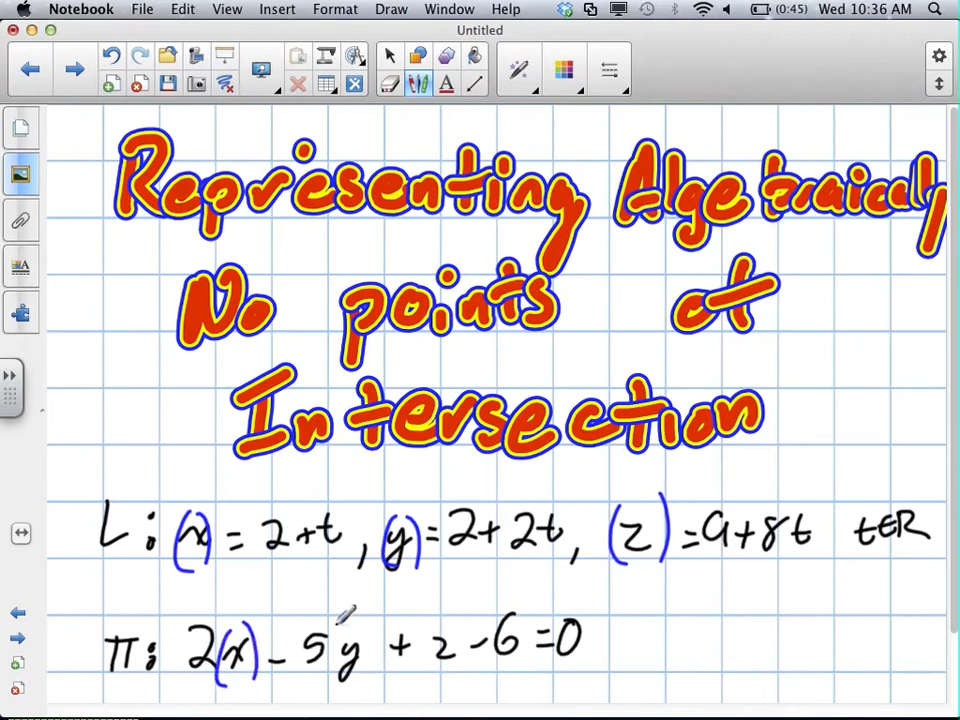 Notebook File Edit View Insert Format Draw Window Help (0:45) Wed 10:36 AM
Untitled
Representing Algebraically
No points of
Intersection
L: (x) = 2+t, (y) = 2+2t, (z) = 9+8t t∈R
π: 2(x) - 5y + z - 6 = 0